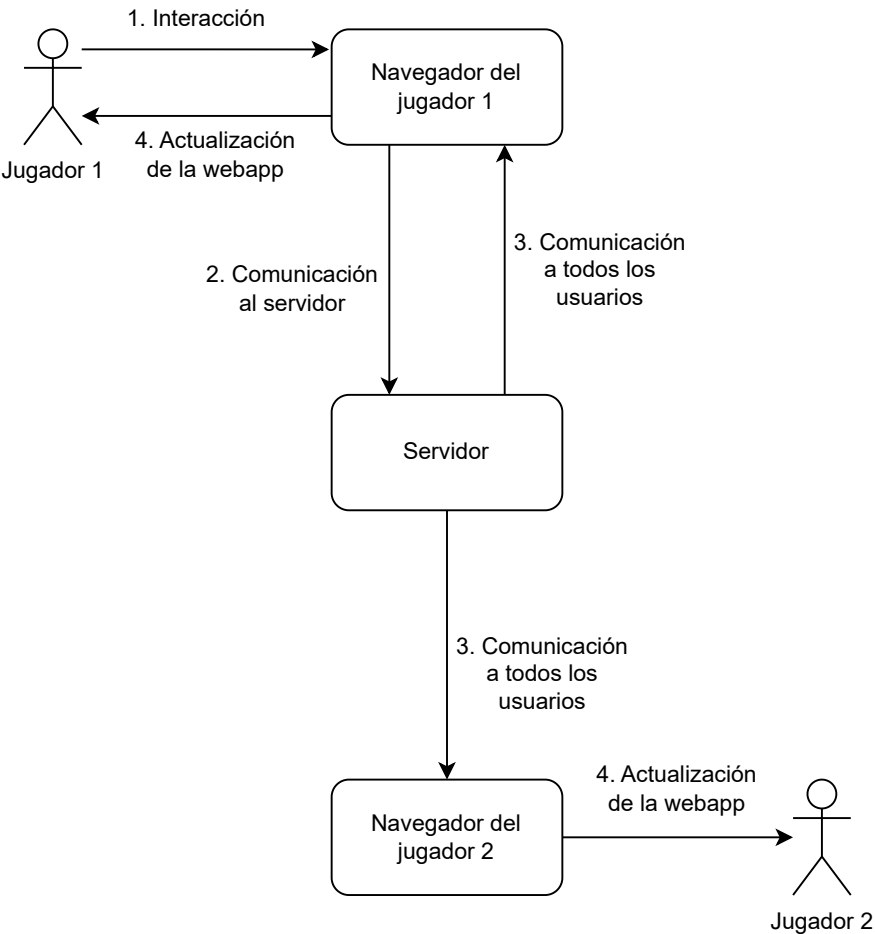 1. Interacción
Navegador del
jugador 1
4. Actualización
de la webapp
Jugador 1
3. Comunicación
a todos los
usuarios
2. Comunicación
al servidor
Servidor
3. Comunicación
a todos los
usuarios
4. Actualización
de la webapp
Navegador del
jugador 2
Jugador 2